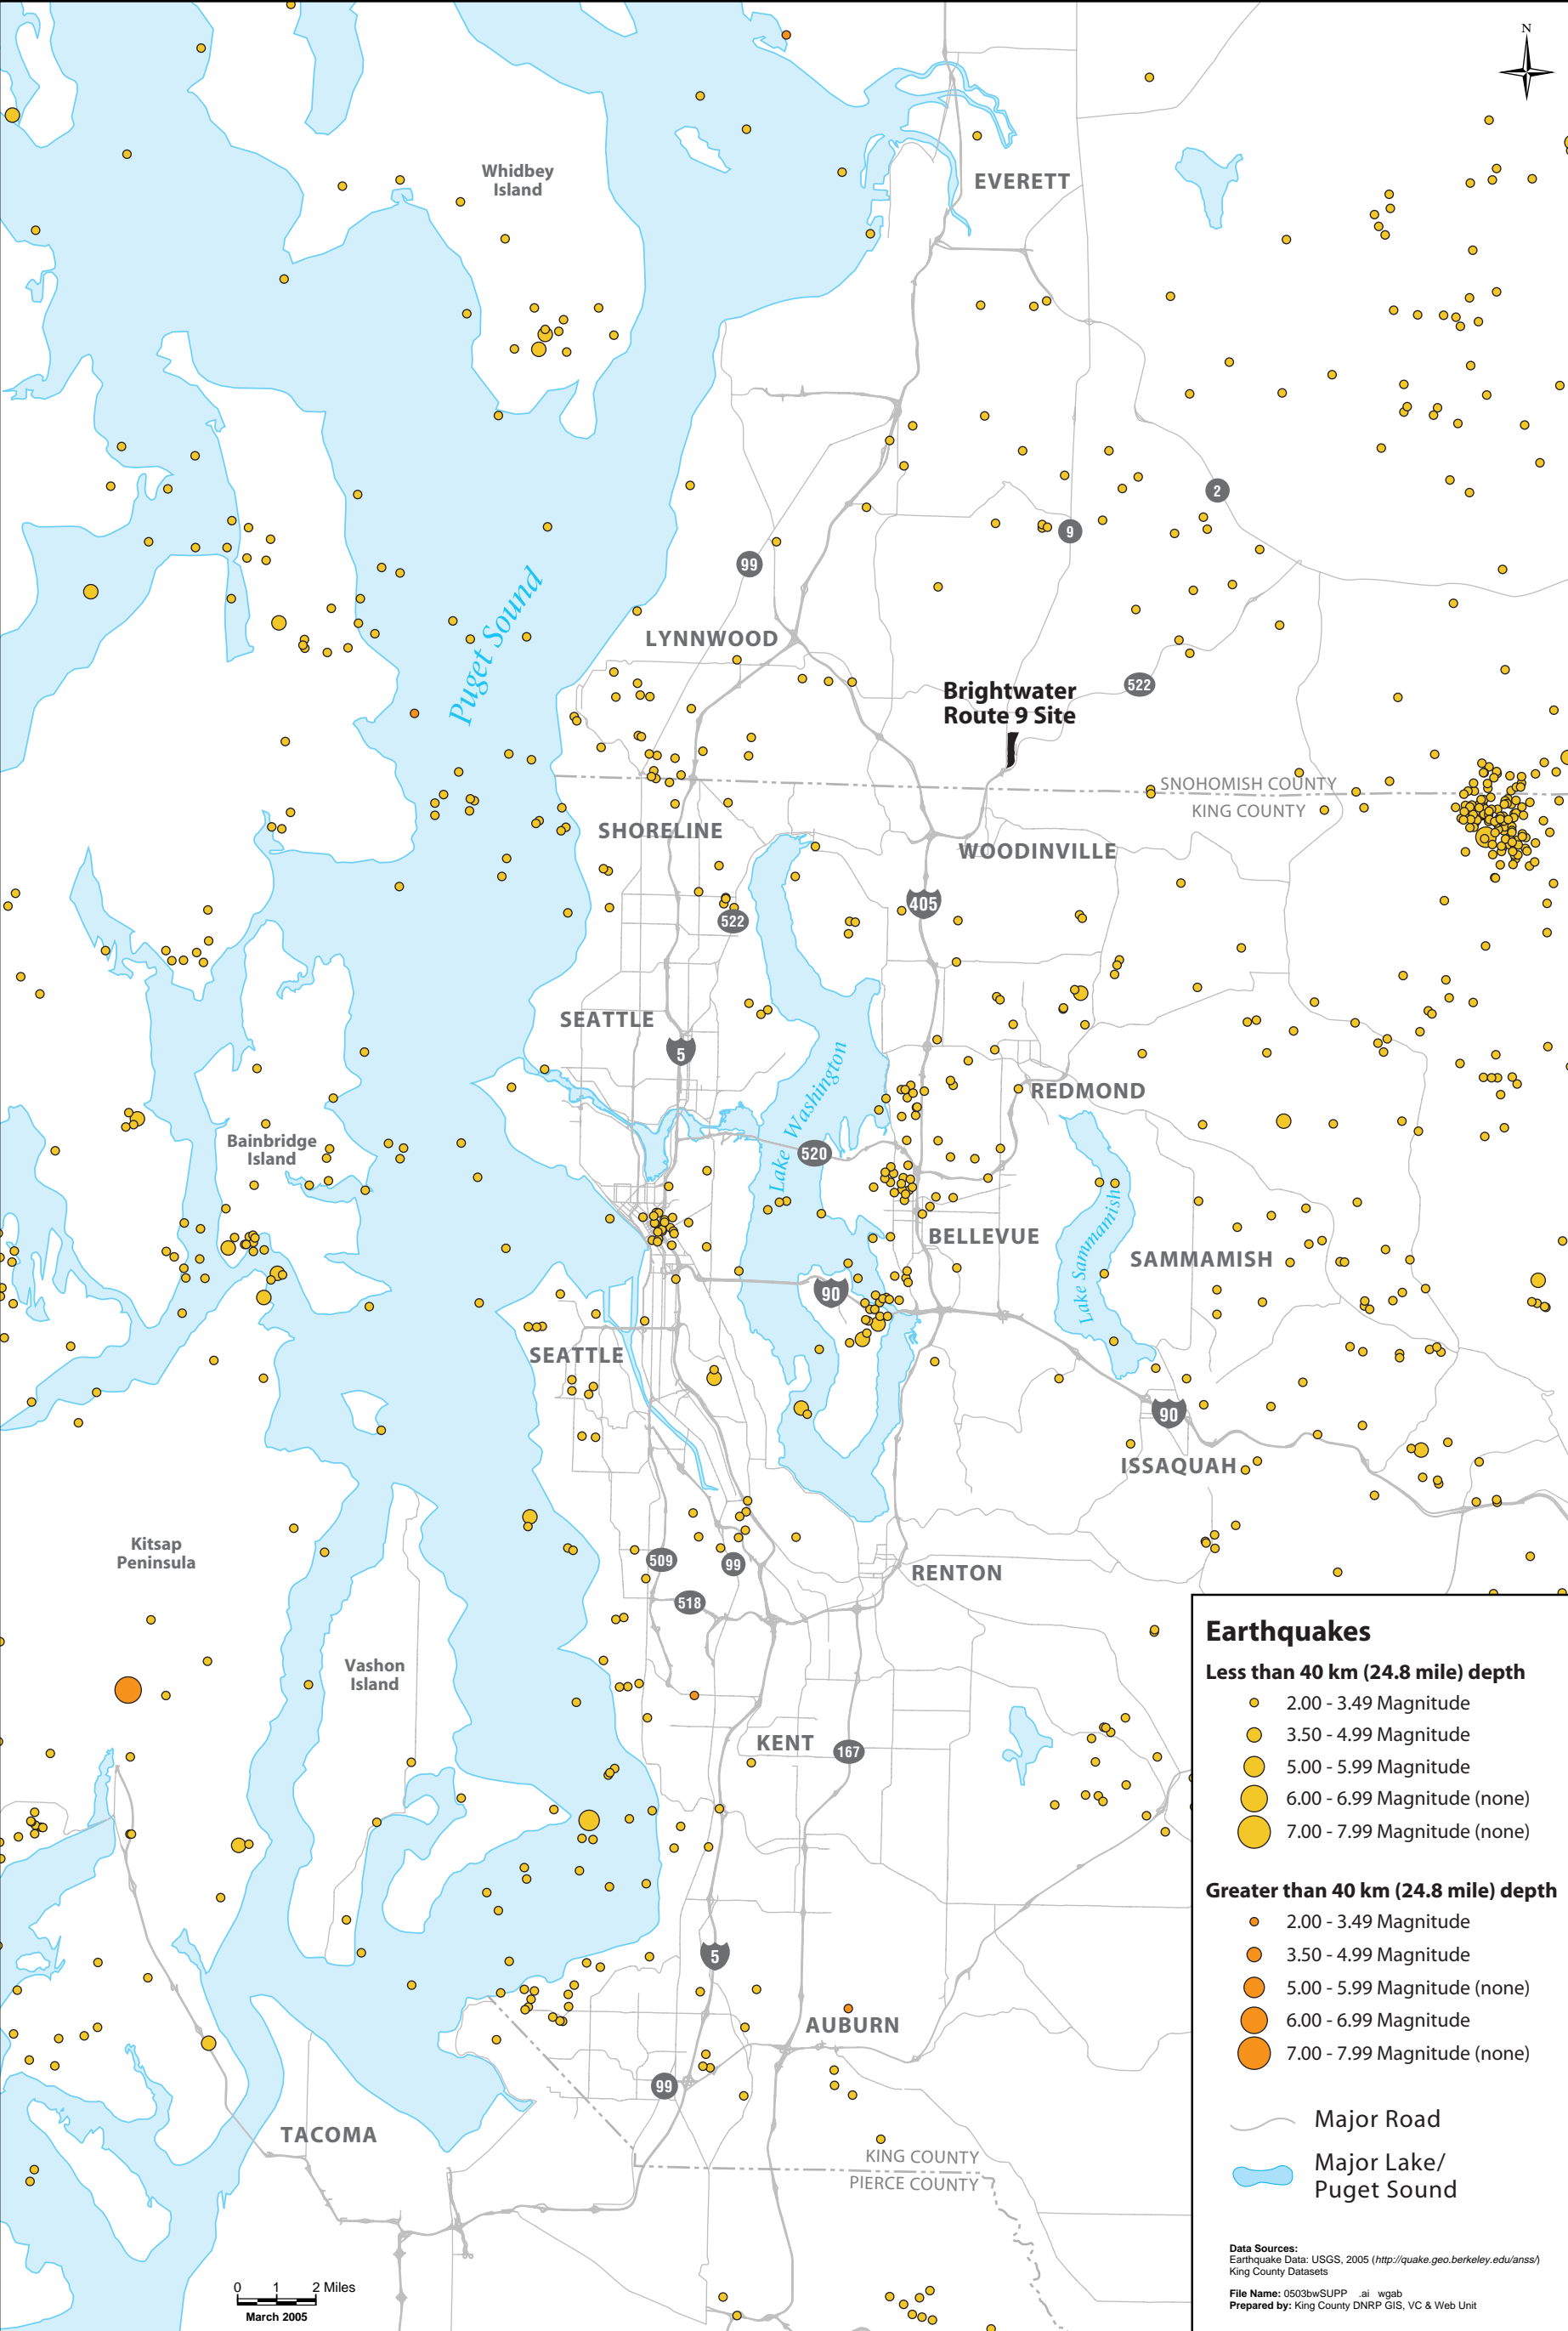 N
Whidbey
Island
EVERETT
2
9
99
Puget Sound
LYNNWOOD
522
Brightwater
Route 9 Site
SNOHOMISH COUNTY
KING COUNTY
SHORELINE
WOODINVILLE
405
522
SEATTLE
5
Lake Washington
REDMOND
Bainbridge
Island
520
BELLEVUE
SAMMAMISH
Lake Sammamish
90
SEATTLE
90
ISSAQUAH
Kitsap
Peninsula
509
99
RENTON
518
Vashon
Island
KENT
167
5
AUBURN
99
TACOMA
KING COUNTY
PIERCE COUNTY
0 1 2 Miles
March 2005
Earthquakes
Less than 40 km (24.8 mile) depth
2.00 - 3.49 Magnitude
3.50 - 4.99 Magnitude
5.00 - 5.99 Magnitude
6.00 - 6.99 Magnitude (none)
7.00 - 7.99 Magnitude (none)
Greater than 40 km (24.8 mile) depth
2.00 - 3.49 Magnitude
3.50 - 4.99 Magnitude
5.00 - 5.99 Magnitude (none)
6.00 - 6.99 Magnitude
7.00 - 7.99 Magnitude (none)
Major Road
Major Lake/
Puget Sound
Data Sources:
Earthquake Data: USGS, 2005 (http://quake.geo.berkeley.edu/anss/)
King County Datasets
File Name: 0503bwSUPP .ai wgab
Prepared by: King County DNRP GIS, VC & Web Unit